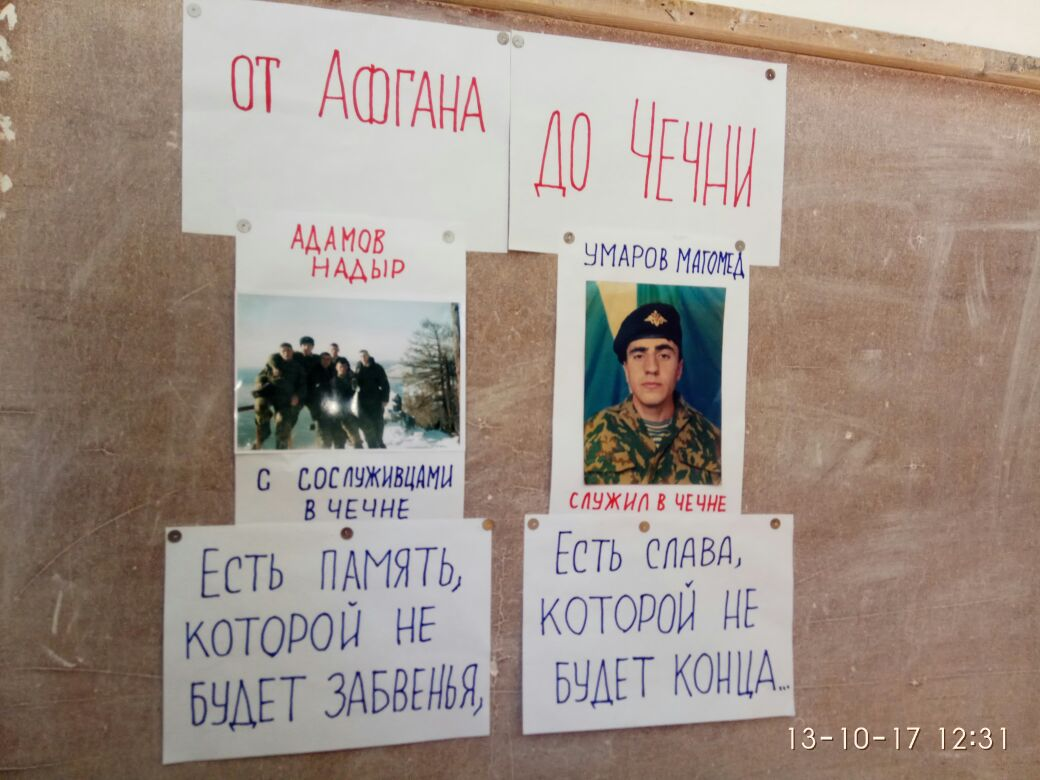 ОТ АФГАНА
ДО ЧЕЧНИ
АДАМОВ
НАДЫР
С СОСЛУЖИВЦАМИ
В ЧЕЧНЕ
УМАРОВ МАГОМЕД
СЛУЖИЛ В ЧЕЧНЕ
ЕСТЬ ПАМЯТЬ,
КОТОРОЙ НЕ
БУДЕТ ЗАБВЕНЬЯ,
ЕСТЬ СЛАВА,
КОТОРОЙ НЕ
БУДЕТ КОНЦА...
13-10-17 12:31